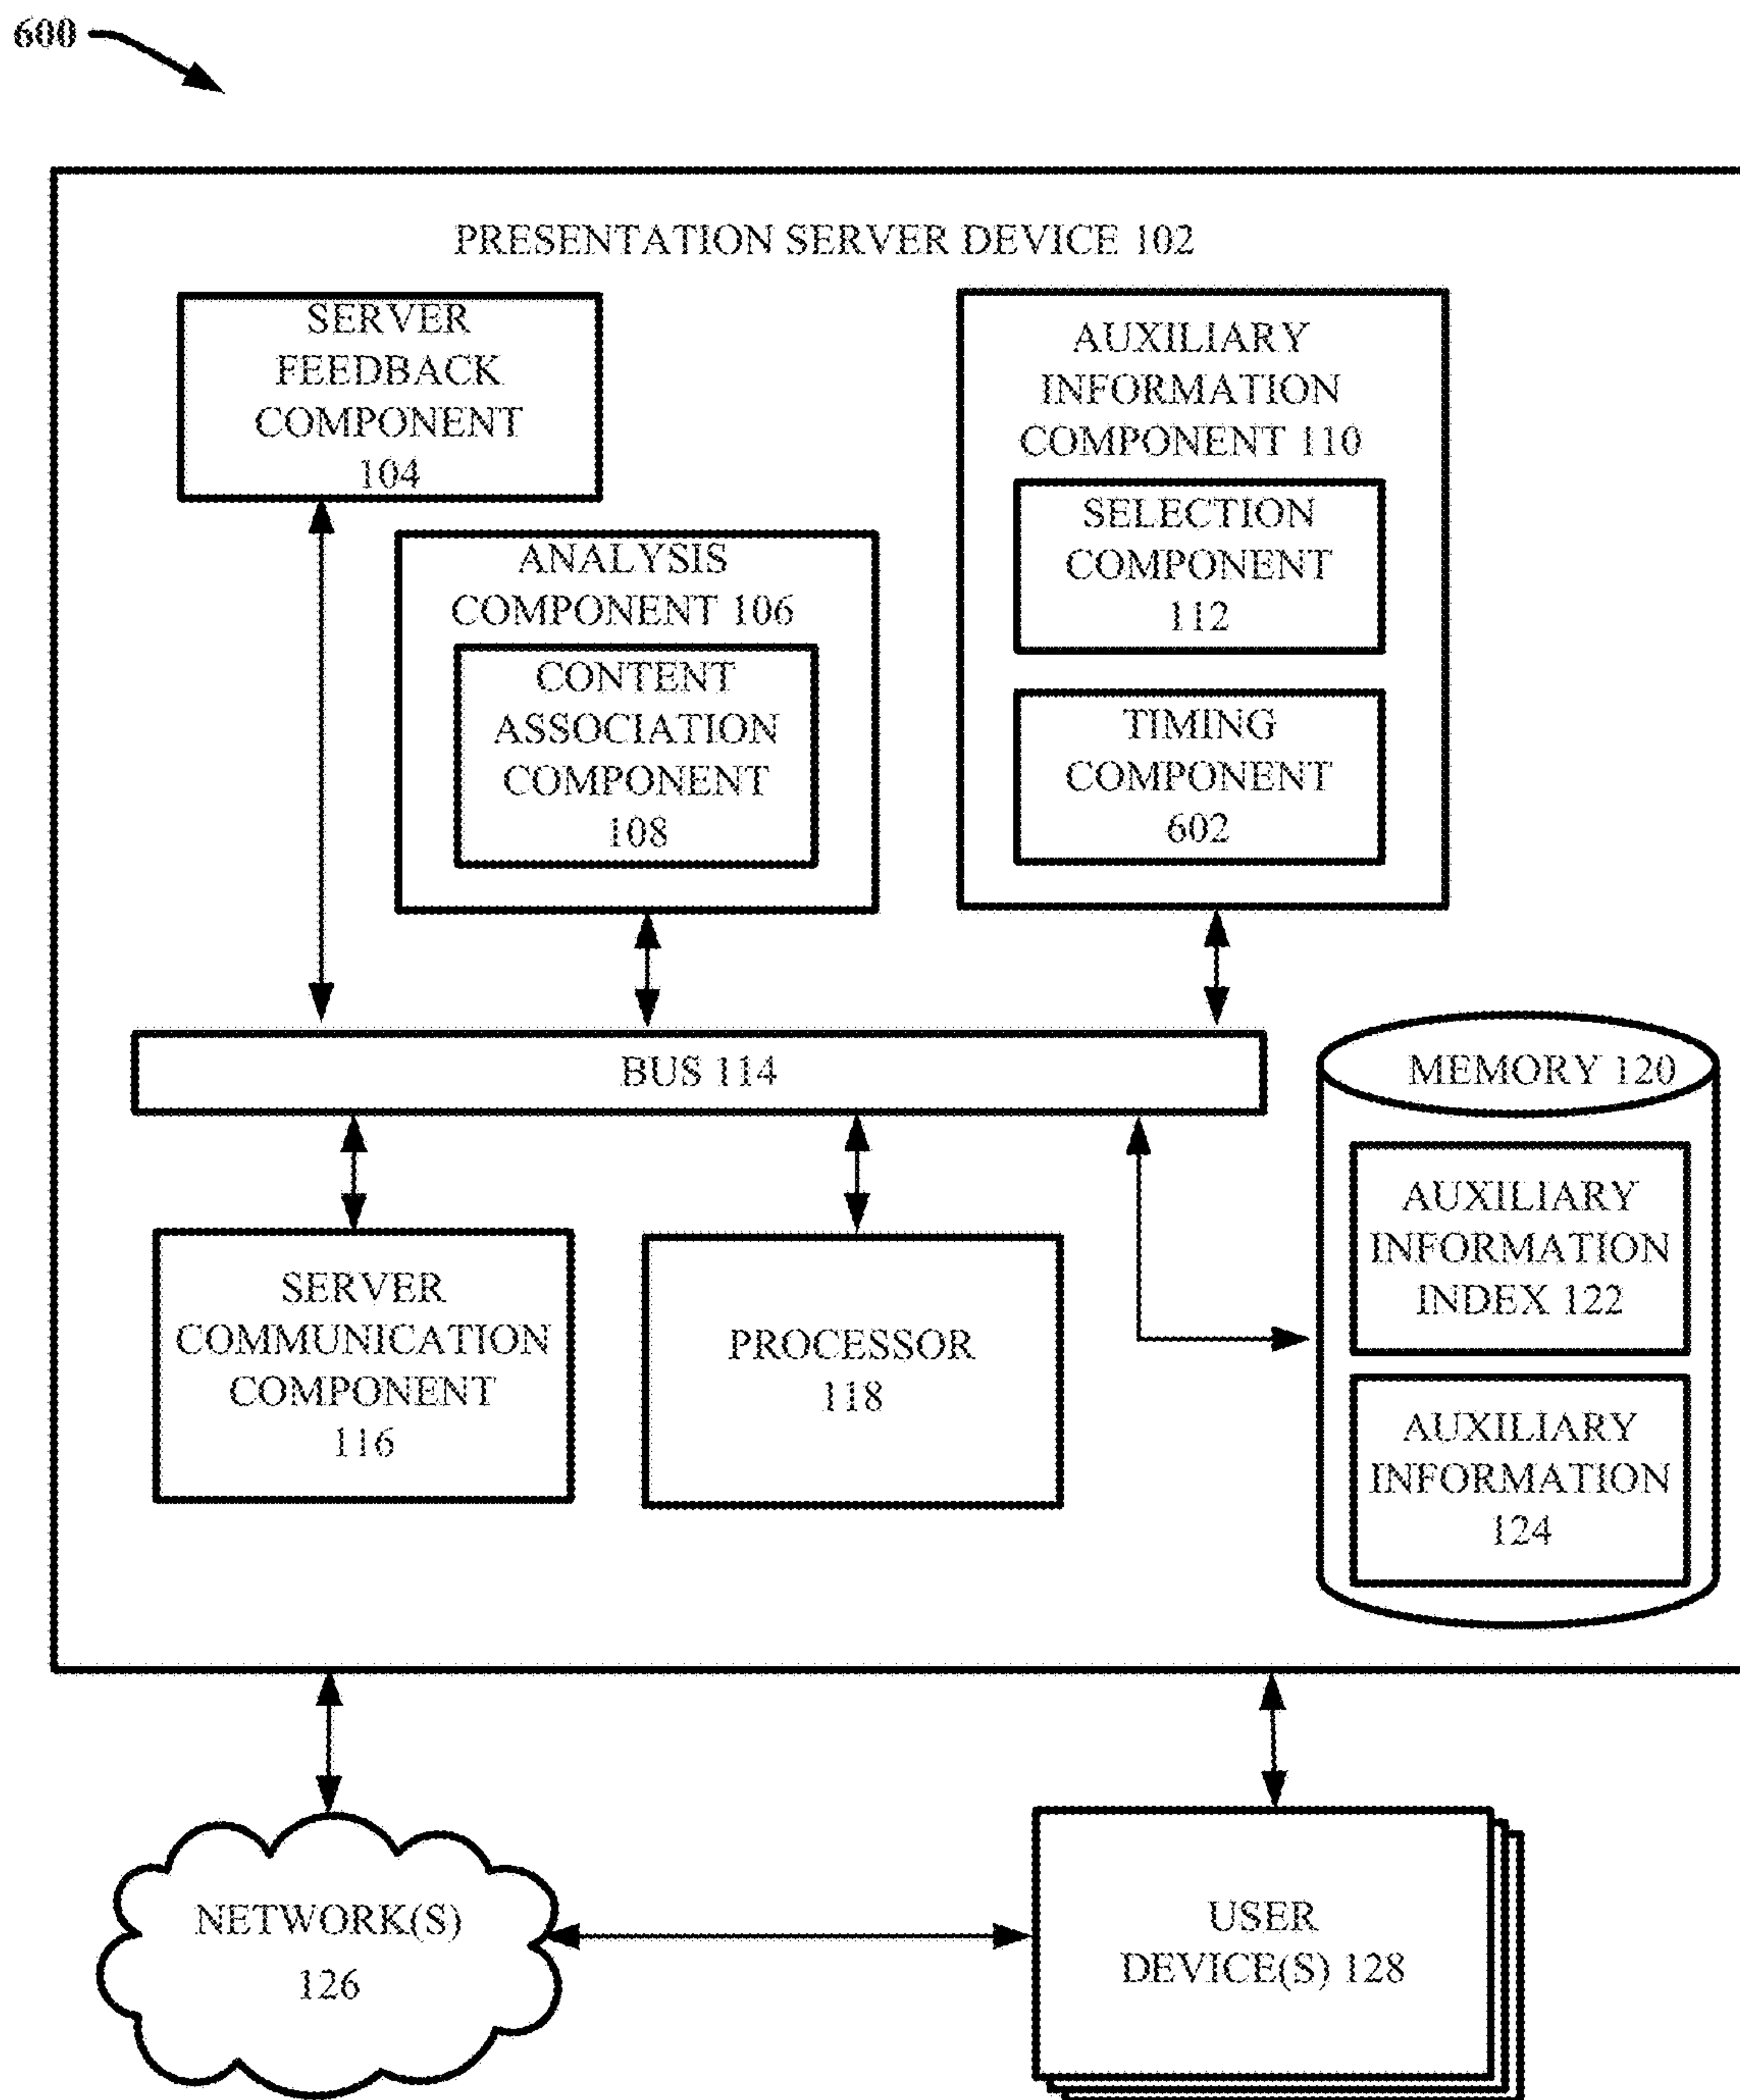 600
PRESENTATION SERVER DEVICE 102
SERVER
FEEDBACK
COMPONENT
104
AUXILIARY
INFORMATION
COMPONENT 110
SELECTION
COMPONENT
112
TIMING
COMPONENT
602
ANALYSIS
COMPONENT 106
CONTENT
ASSOCIATION
COMPONENT
108
BUS 114
MEMORY 120
AUXILIARY
INFORMATION
INDEX 122
AUXILIARY
INFORMATION
124
SERVER
COMMUNICATION
COMPONENT
116
PROCESSOR
118
NETWORK(S)
126
USER
DEVICE(S) 128